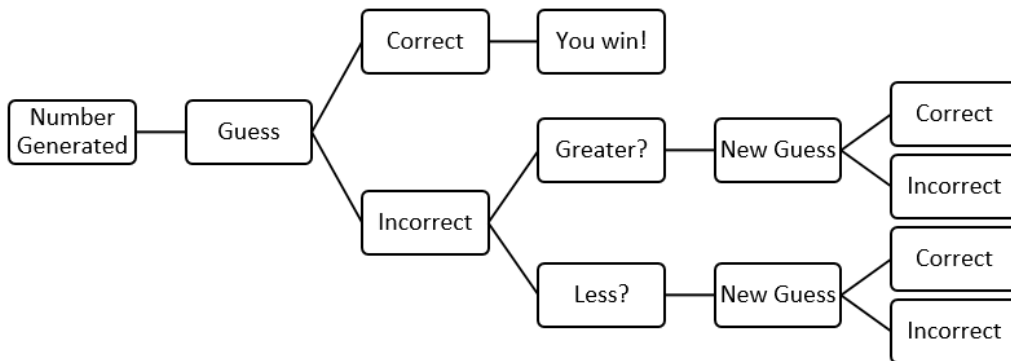 Number
Generated
Guess
Correct
You win!
Incorrect
Greater?
New Guess
Correct
Incorrect
Less?
New Guess
Correct
Incorrect